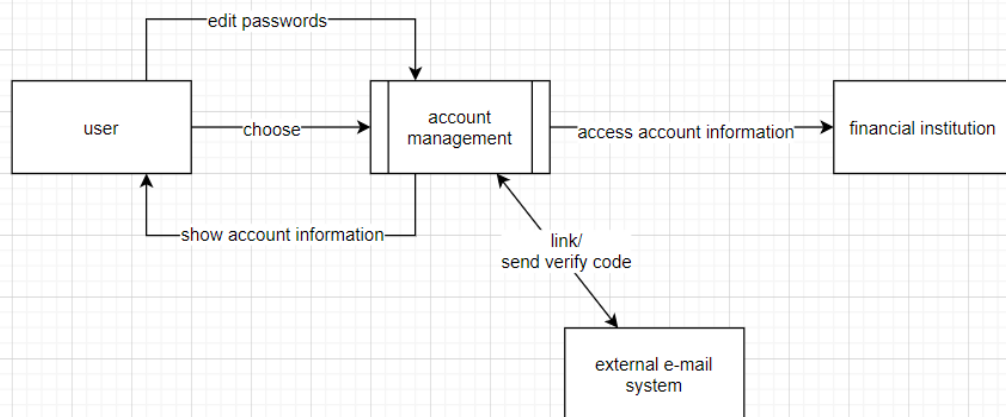 edit passwords
user
choose
account
management
access account information
financial institution
show account information
link/
send verify code
external e-mail
system